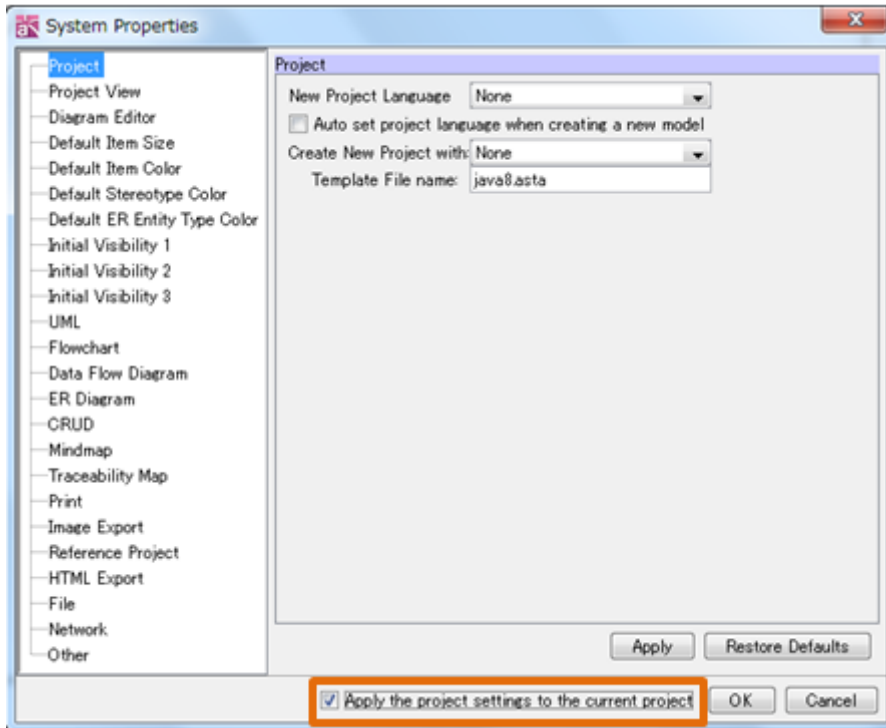 System Properties
Project
Project View
Diagram Editor
Default Item Size
Default Item Color
Default Stereotype Color
Default ER Entity Type Color
Initial Visibility 1
Initial Visibility 2
Initial Visibility 3
UML
Flowchart
Data Flow Diagram
ER Diagram
CRUD
Mindmap
Traceability Map
Print
Image Export
Reference Project
HTML Export
File
Network
Other
Project
New Project Language None
Auto set project language when creating a new model
Create New Project with: None
Template File name: java8.asta
Apply Restore Defaults
Apply the project settings to the current project OK Cancel